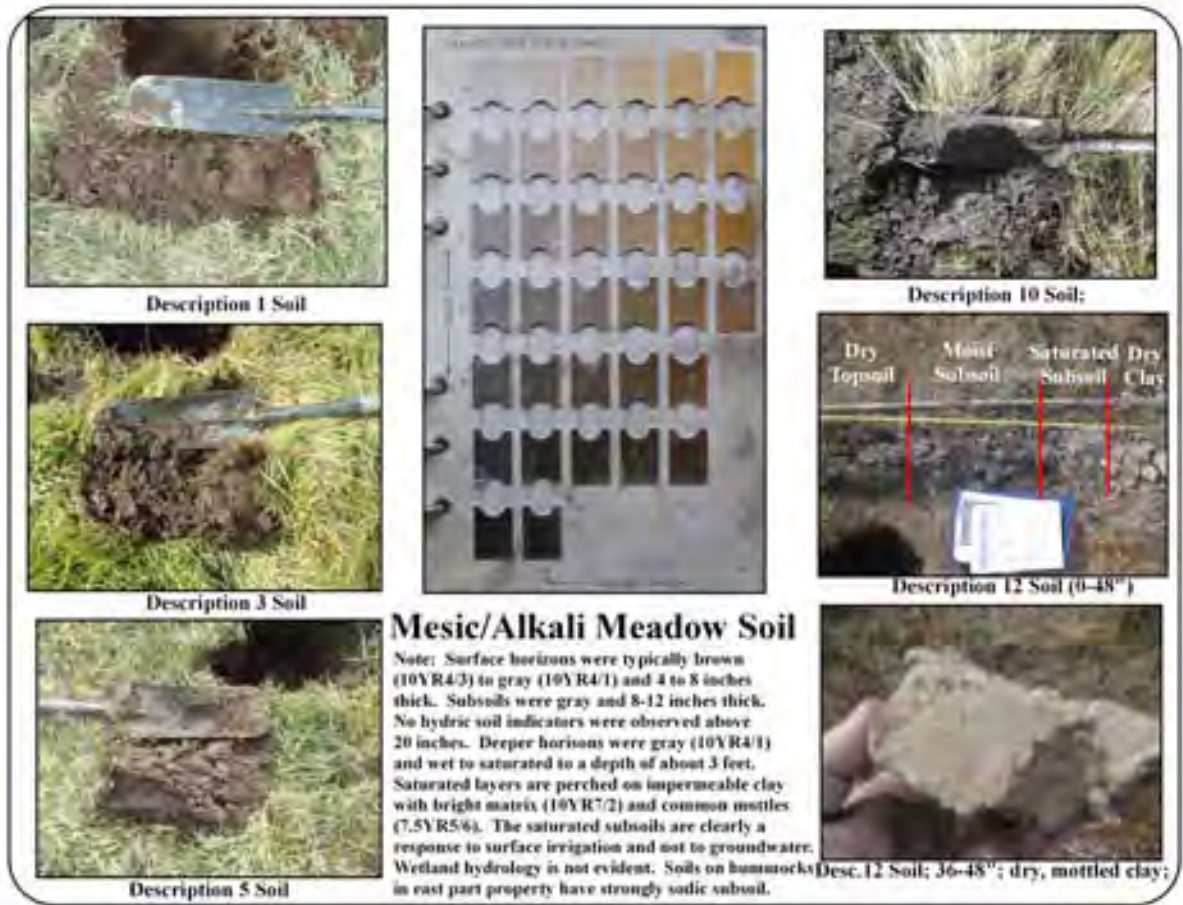 Description 1 Soil
Description 3 Soil
Description 5 Soil
Mesic/Alkali Meadow Soil
Note: Surface horizons were typically brown
(10YR4/3) to gray (10YR4/1) and 4 to 8 inches
thick. Subsoils were gray and 8-12 inches thick.
No hydric soil indicators were observed above
20 inches. Deeper horisons were gray (10YR4/1)
and wet to saturated to a depth of about 3 feet.
Saturated layers are perched on impermeable clay
with bright matrix (10YR7/2) and common mottles
(7.5YR5/6). The saturated subsoils are clearly a
response to surface irrigation and not to groundwater.
Wetland hydrology is not evident. Soils on hummocks
in east part property have strongly sodic subsoil.
Description 10 Soil;
Dry Topsoil
Moist Subsoil
Saturated Subsoil
Dry Clay
Description 12 Soil (0-48")
Desc.12 Soil; 36-48"; dry, mottled clay;